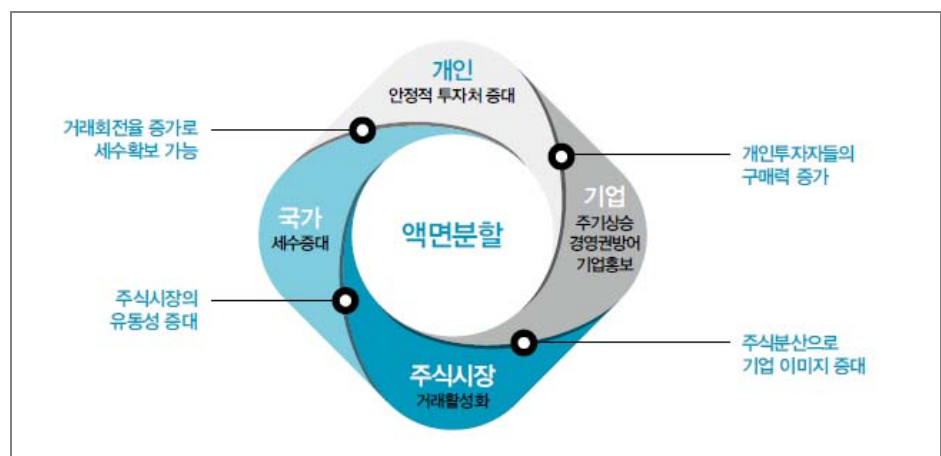 개인
안정적 투자처 증대
거래회전율 증가로
세수확보 가능
개인투자자들의
구매력 증가
기업
주기상승
경영권방어
기업홍보
국가
세수증대
액면분할
주식시장의
유동성 증대
주식분산으로
기업 이미지 증대
주식시장
거래활성화